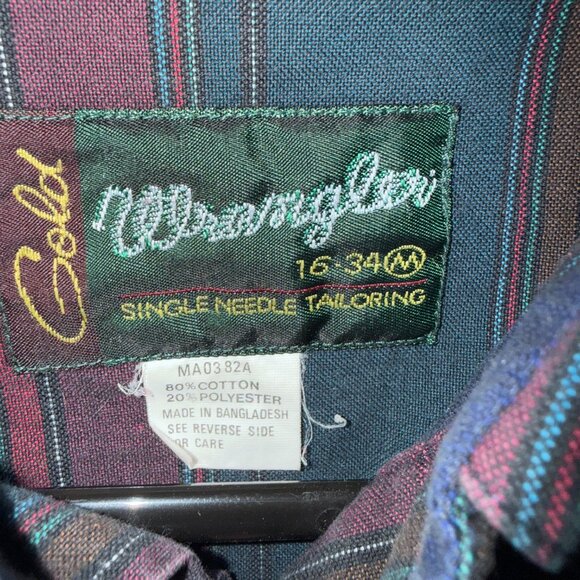 Gold
Wrangler
16-34 M
SINGLE NEEDLE TAILORING
MA0382A
80% COTTON
20% POLYESTER
MADE IN BANGLADESH
SEE REVERSE SIDE
FOR CARE